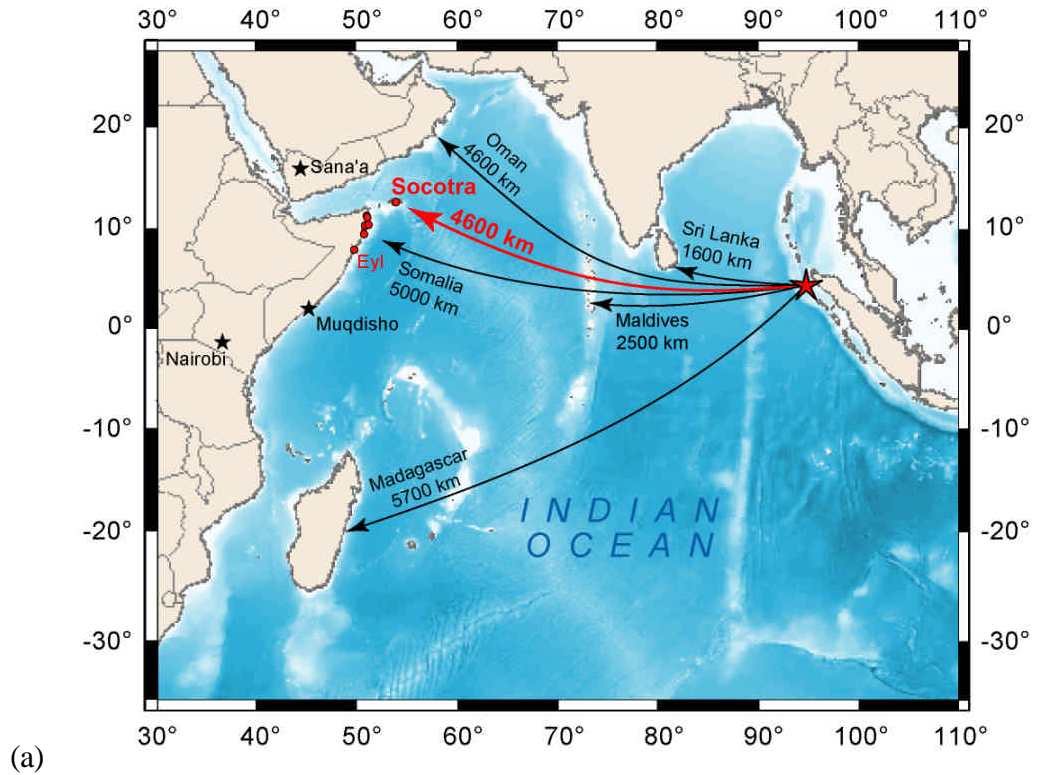 30° 40° 50° 60° 70° 80° 90° 100° 110°
20° 20°
Oman
4600 km
Sana'a
Socotra
4600 km
10° 10°
Sri Lanka
1600 km
Eyl
Somalia
5000 km
Muqdisho
0° 0°
Maldives
2500 km
Nairobi
-10° -10°
Madagascar
5700 km
INDIAN
OCEAN
-20° -20°
-30° -30°
30° 40° 50° 60° 70° 80° 90° 100° 110°
(a)